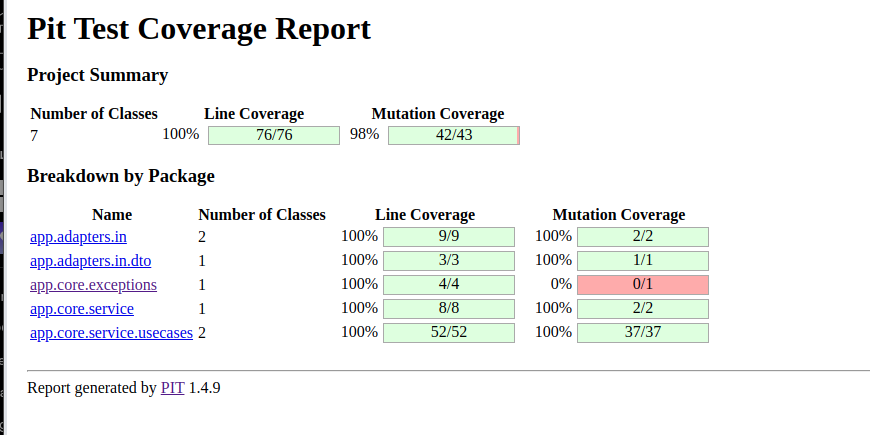 Pit Test Coverage Report
Project Summary
Number of Classes Line Coverage Mutation Coverage
7 100% 76/76 98% 42/43
Breakdown by Package
Name Number of Classes Line Coverage Mutation Coverage
app.adapters.in 2 100% 9/9 100% 2/2
app.adapters.in.dto 1 100% 3/3 100% 1/1
app.core.exceptions 1 100% 4/4 0% 0/1
app.core.service 1 100% 8/8 100% 2/2
app.core.service.usecases 2 100% 52/52 100% 37/37
Report generated by PIT 1.4.9